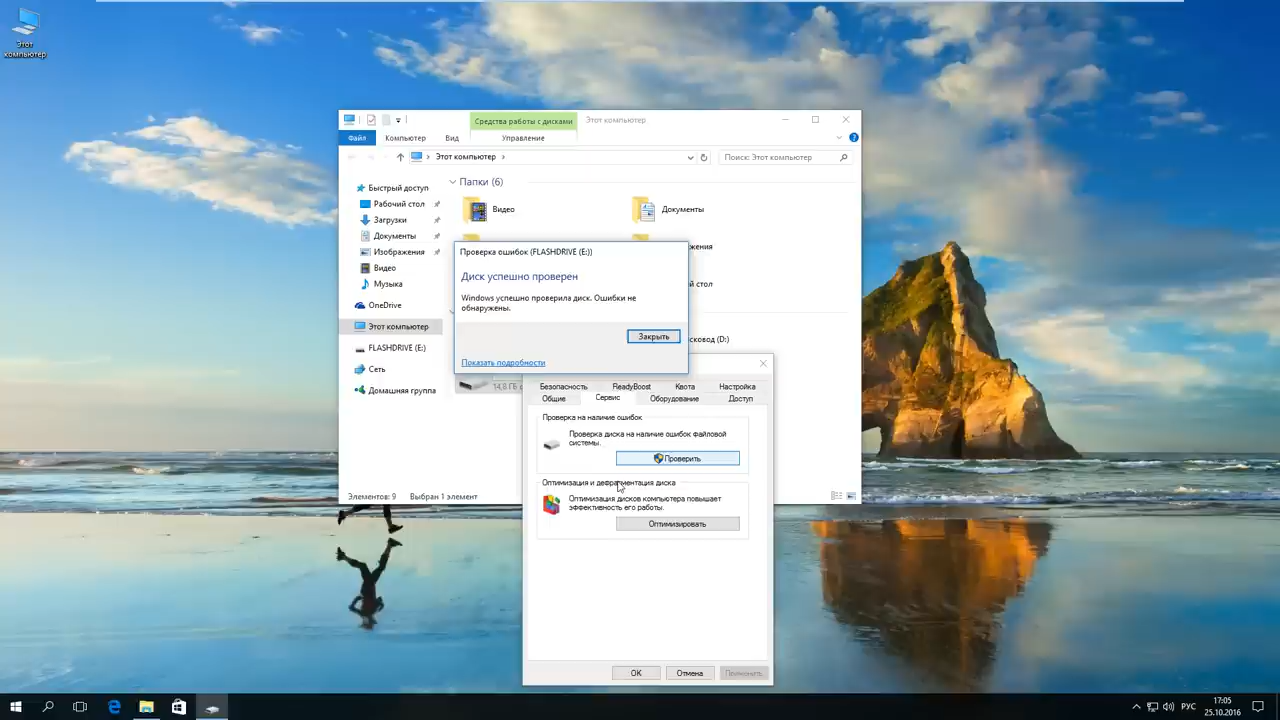 Этот
компьютер
Средства работы с дисками
Этот компьютер
Файл
Компьютер
Вид
Управление
Этот компьютер
Поиск: Этот компьютер
Быстрый доступ
Рабочий стол
Загрузки
Документы
Изображения
Видео
Музыка
OneDrive
Этот компьютер
FLASHDRIVE (E:)
Сеть
Домашняя группа
Папки (6)
Видео
Документы
Проверка ошибок (FLASHDRIVE (E:))
Диск успешно проверен
Windows успешно проверила диск. Ошибки не
обнаружены.
Закрыть
Показать подробности
14,8 ГБ
Безопасность
ReadyBoost
Квота
Настройка
Общие
Сервис
Оборудование
Доступ
Проверка на наличие ошибок
Проверка диска на наличие ошибок файловой
системы.
Проверить
Оптимизация и дефрагментация диска
Оптимизация дисков компьютера повышает
эффективность его работы.
Оптимизировать
OK
Отмена
Применить
Элементов: 9
Выбран 1 элемент
РУС
17:05
25.10.2016